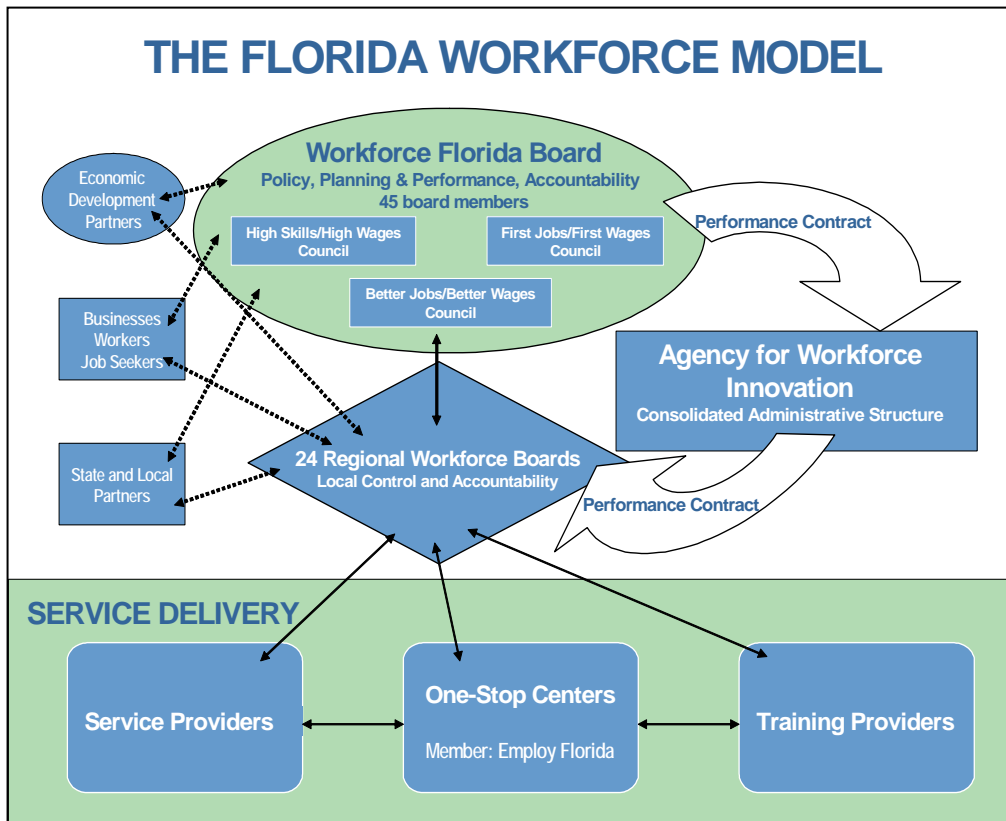 THE FLORIDA WORKFORCE MODEL
Workforce Florida Board
Policy, Planning & Performance, Accountability
45 board members
High Skills/High Wages
Council
First Jobs/First Wages
Council
Better Jobs/Better Wages
Council
Economic
Development
Partners
Businesses
Workers
Job Seekers
State and Local
Partners
Performance Contract
Agency for Workforce
Innovation
Consolidated Administrative Structure
24 Regional Workforce Boards
Local Control and Accountability
Performance Contract
SERVICE DELIVERY
Service Providers
One-Stop Centers
Member: Employ Florida
Training Providers